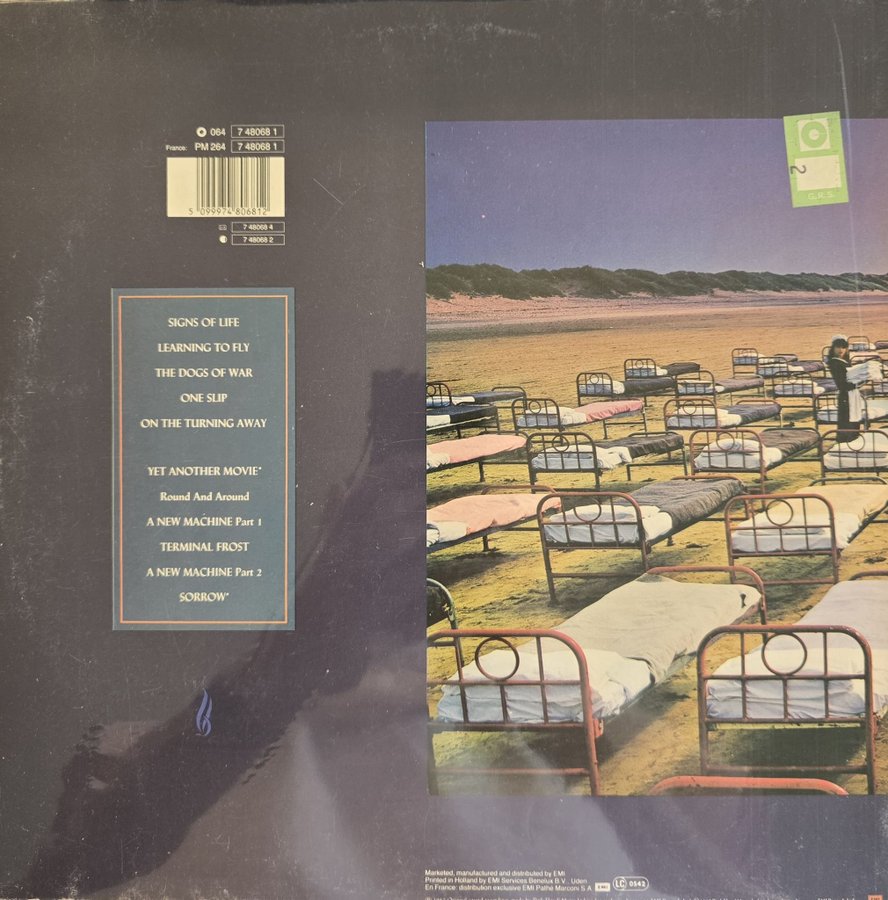 064 7 48068 1
France: PM 264 7 48068 1
5 099974 806812
7 48068 4
7 48068 2
2
G.R.S.
SIGNS OF LIFE
LEARNING TO FLY
THE DOGS OF WAR
ONE SLIP
ON THE TURNING AWAY
YET ANOTHER MOVIE*
Round And Around
A NEW MACHINE Part 1
TERMINAL FROST
A NEW MACHINE Part 2
SORROW*
Marketed, manufactured and distributed by EMI
Printed in Holland by EMI Services Benelux B.V., Uden
En France: distribution exclusive EMI Pathe Marconi S.A. EMI LC 0542